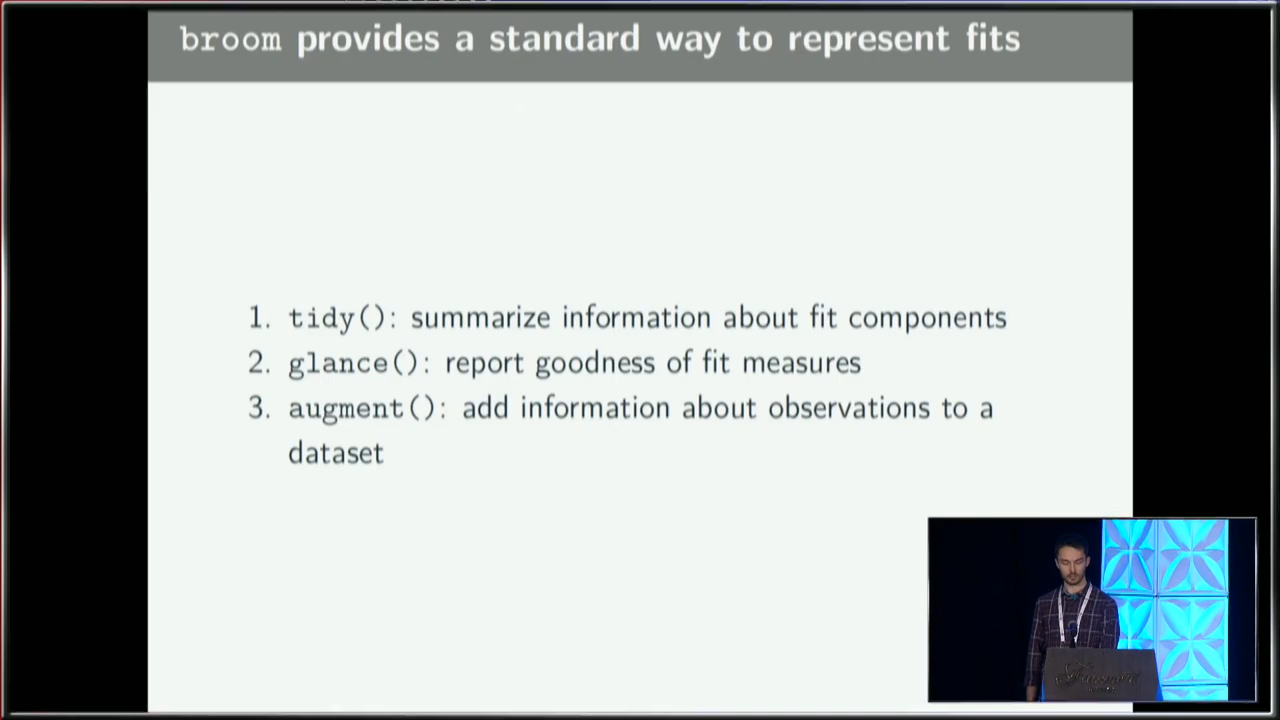 broom provides a standard way to represent fits
1. tidy(): summarize information about fit components
2. glance(): report goodness of fit measures
3. augment(): add information about observations to a
dataset
Fairmont